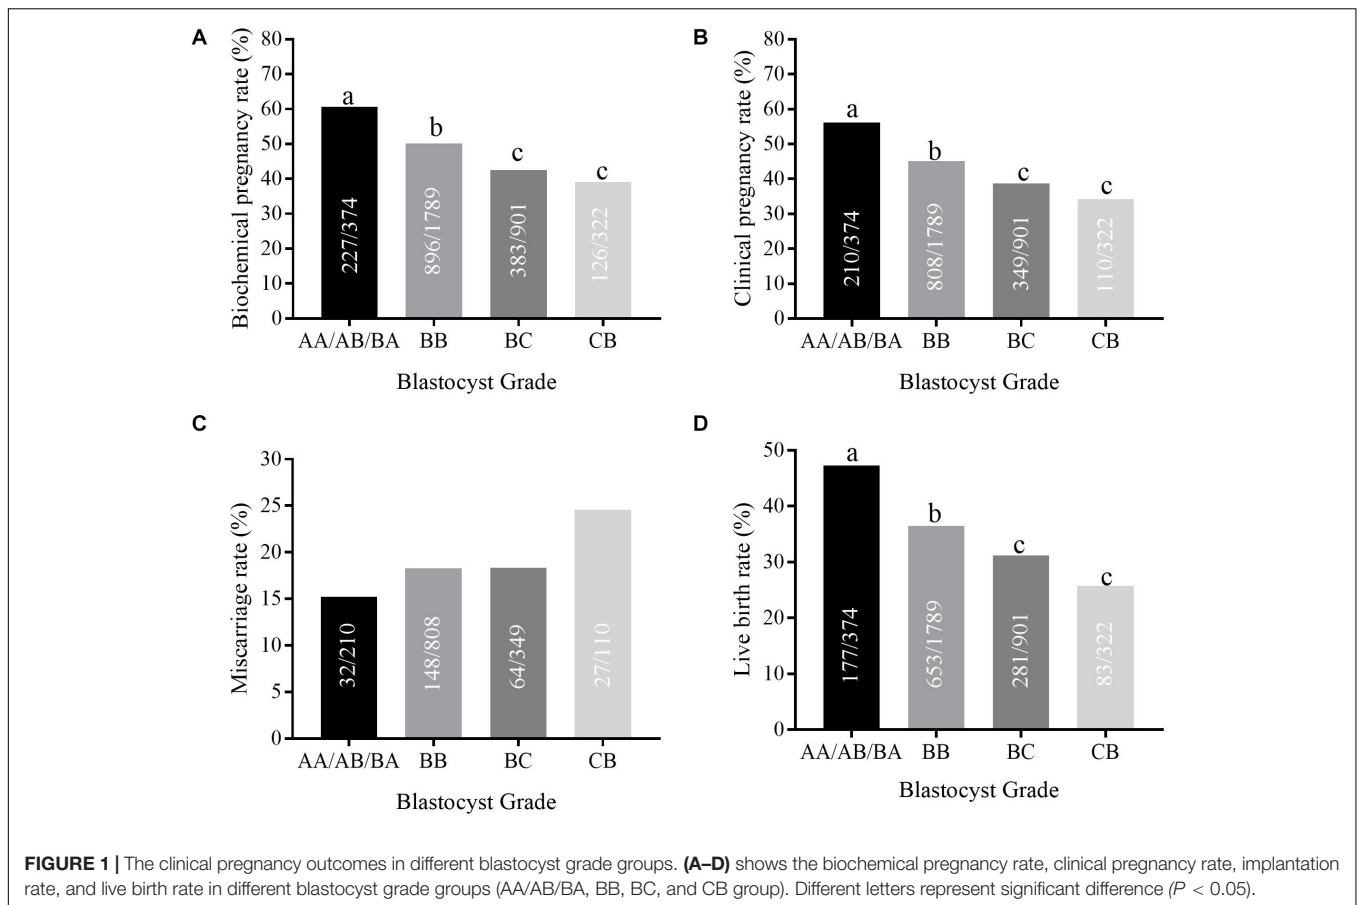 A
Biochemical pregnancy rate (%)
80
70
60
50
40
30
20
10
0
a
b
c
c
227/374
896/1789
383/901
126/322
AA/AB/BA BB BC CB
Blastocyst Grade
B
Clinical pregnancy rate (%)
80
70
60
50
40
30
20
10
0
a
b
c
c
210/374
808/1789
349/901
110/322
AA/AB/BA BB BC CB
Blastocyst Grade
C
Miscarriage rate (%)
30
25
20
15
10
5
0
32/210
148/808
64/349
27/110
AA/AB/BA BB BC CB
Blastocyst Grade
D
Live birth rate (%)
50
40
30
20
10
0
a
b
c
c
177/374
653/1789
281/901
83/322
AA/AB/BA BB BC CB
Blastocyst Grade
FIGURE 1 | The clinical pregnancy outcomes in different blastocyst grade groups. (A–D) shows the biochemical pregnancy rate, clinical pregnancy rate, implantation
rate, and live birth rate in different blastocyst grade groups (AA/AB/BA, BB, BC, and CB group). Different letters represent significant difference (P < 0.05).